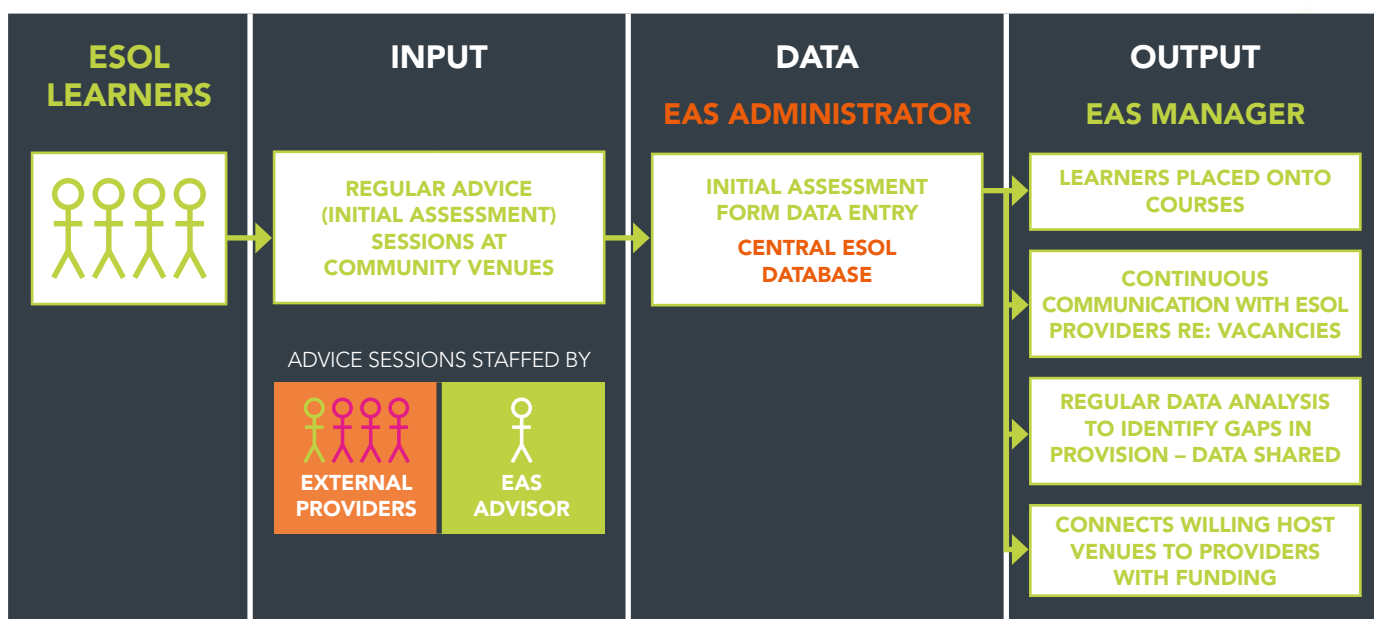 ESOL
LEARNERS
INPUT
REGULAR ADVICE
(INITIAL ASSESSMENT)
SESSIONS AT
COMMUNITY VENUES
ADVICE SESSIONS STAFFED BY
EXTERNAL
PROVIDERS
EAS
ADVISOR
DATA
EAS ADMINISTRATOR
INITIAL ASSESSMENT
FORM DATA ENTRY
CENTRAL ESOL
DATABASE
OUTPUT
EAS MANAGER
LEARNERS PLACED ONTO
COURSES
CONTINUOUS
COMMUNICATION WITH ESOL
PROVIDERS RE: VACANCIES
REGULAR DATA ANALYSIS
TO IDENTIFY GAPS IN
PROVISION – DATA SHARED
CONNECTS WILLING HOST
VENUES TO PROVIDERS
WITH FUNDING